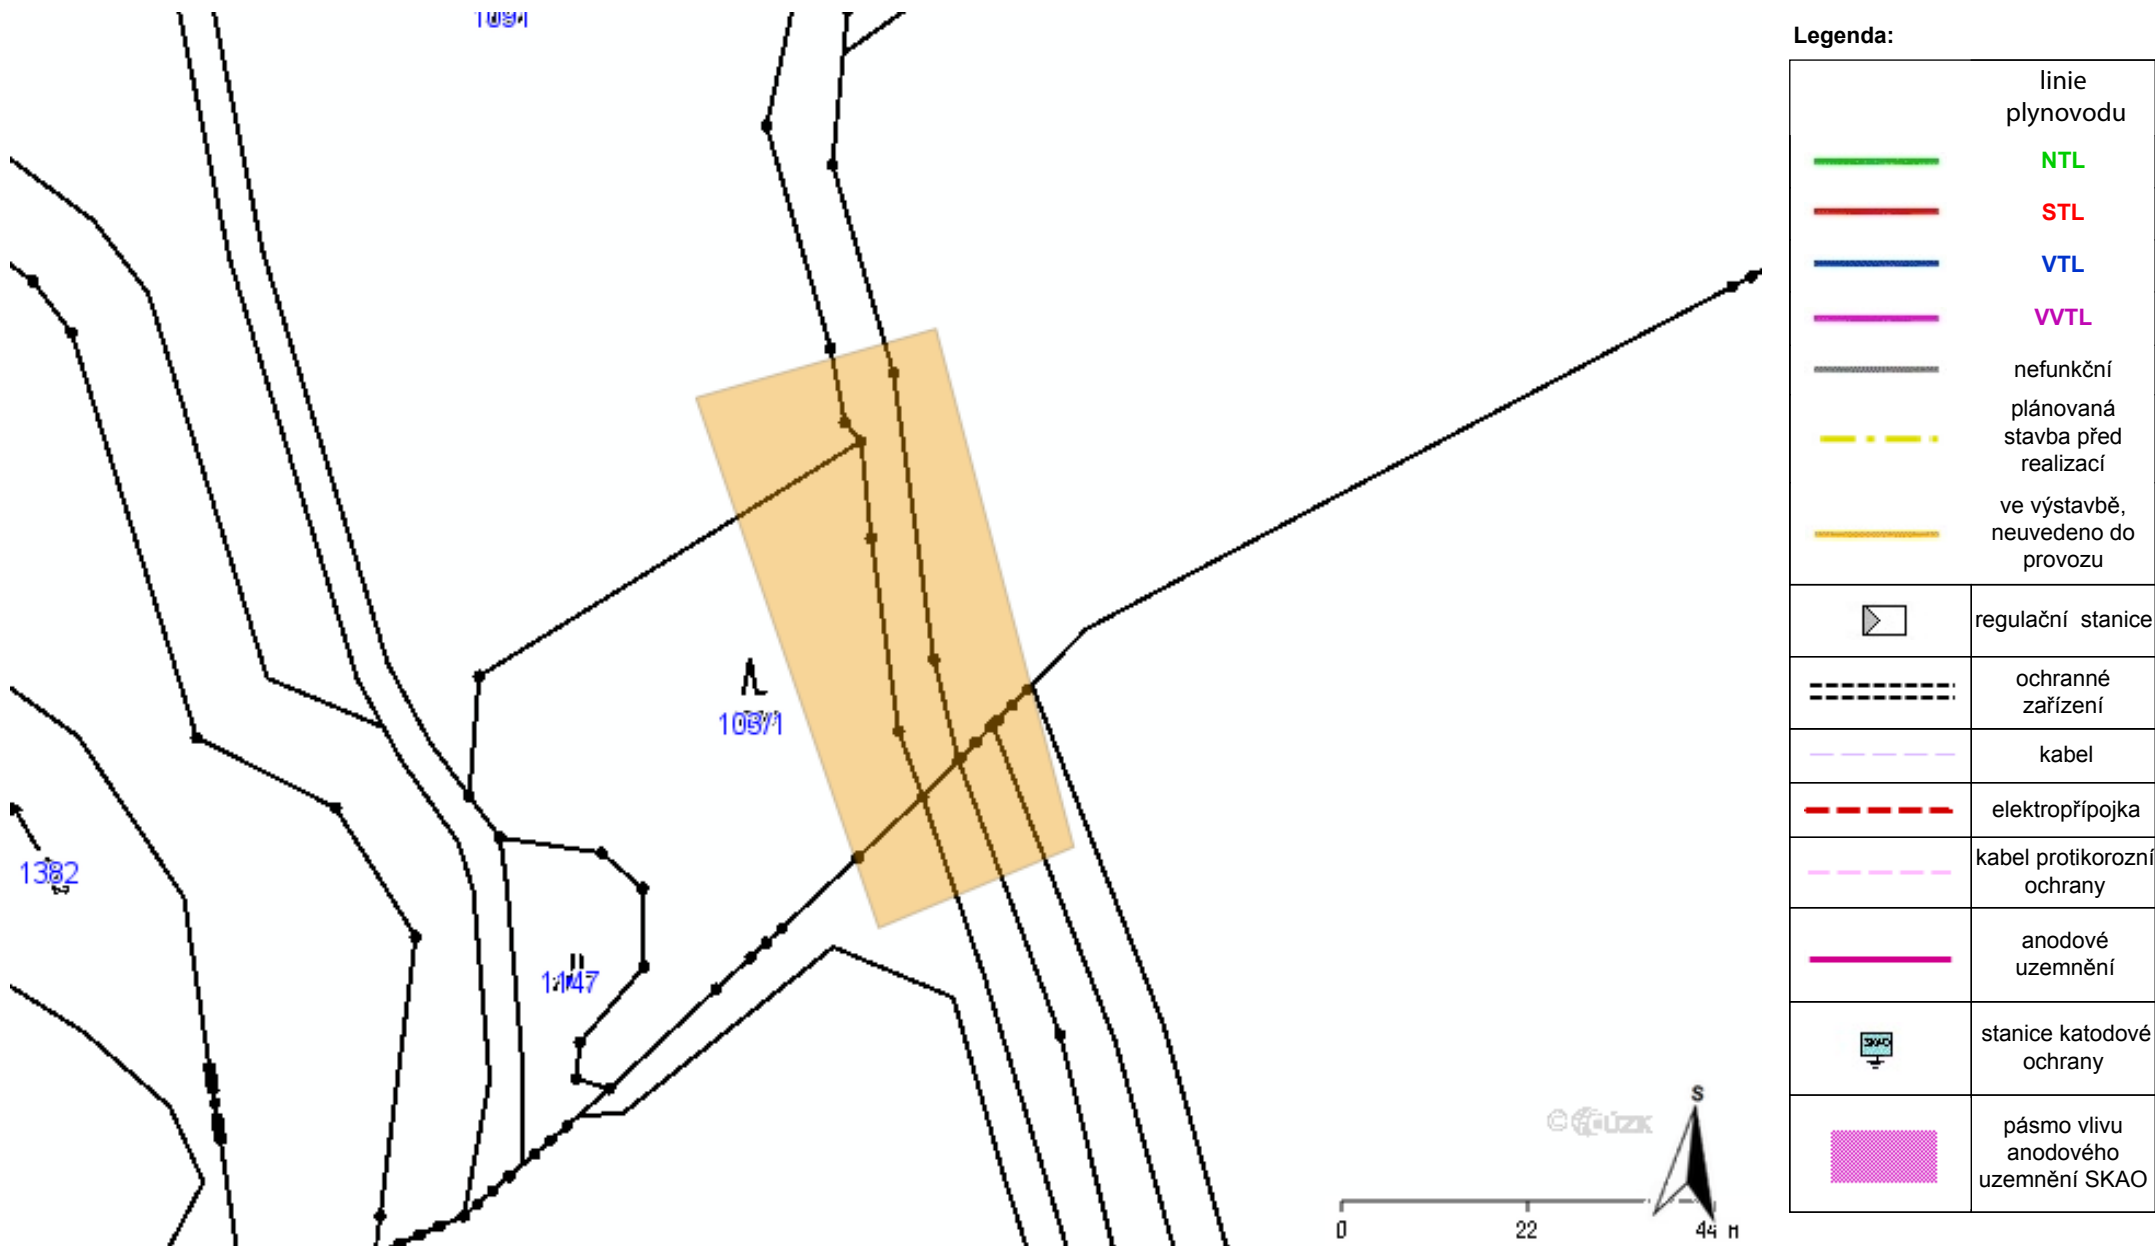 1091
1382
1147
0
22
44 M
S
Legenda:
linie
plynovodu
NTL
STL
VTL
VVTL
nefunkční
plánovaná
stavba před
realizací
ve výstavbě,
neuvedeno do
provozu
regulační stanice
ochranné
zařízení
kabel
elektropřípojka
kabel protikorozní
ochrany
anodové
uzemnění
SKAO
stanice katodové
ochrany
pásmo vlivu
anodového
uzemnění SKAO